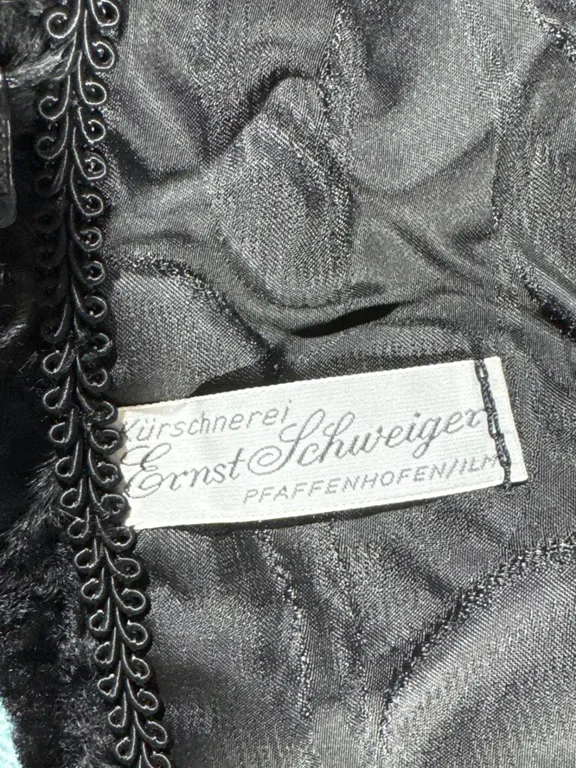 Kürschnerei
Ernst Schweiger
PFAFFENHOFEN/ILM